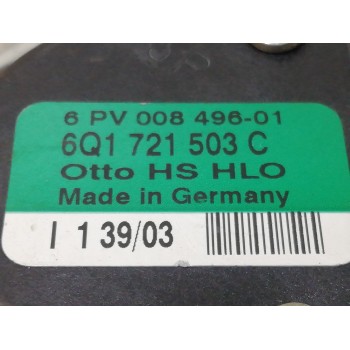 6 PV 008 496-01
6Q1 721 503 C
Otto HS HLO
Made in Germany
I 1 39/03